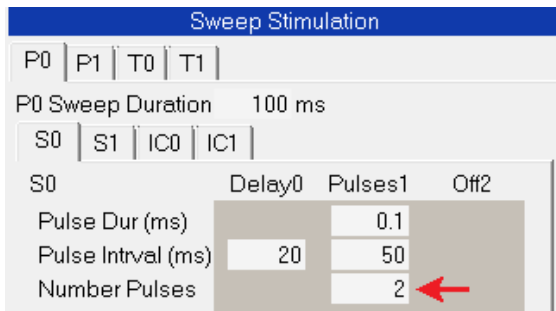 Sweep Stimulation
P0 P1 T0 T1
P0 Sweep Duration 100 ms
S0 S1 IC0 IC1
S0 Delay0 Pulses1 Off2
Pulse Dur (ms) 0.1
Pulse Intrval (ms) 20 50
Number Pulses 2